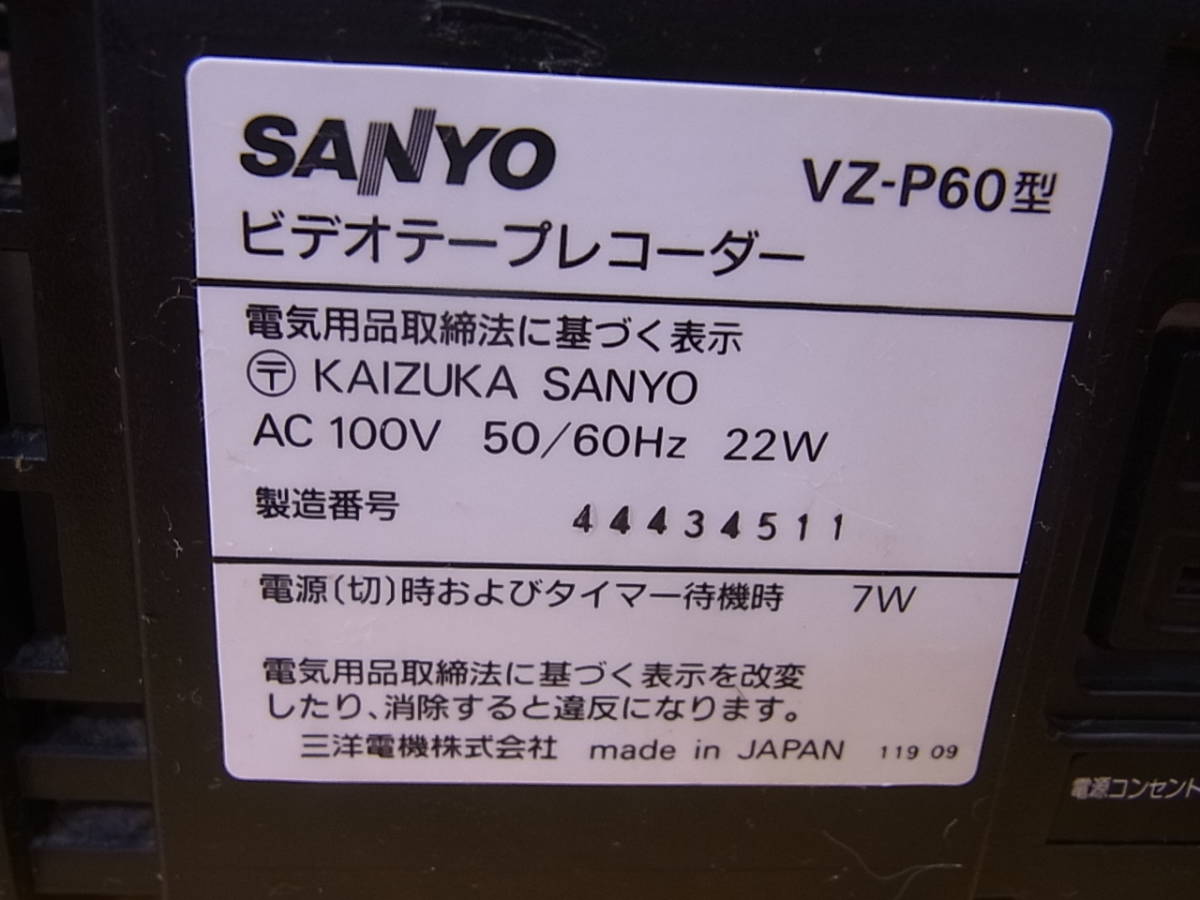 SANYO
VZ-P60型
ビデオテープレコーダー
電気用品取締法に基づく表示
〒 KAIZUKA SANYO
AC 100V 50/60Hz 22W
製造番号 44434511
電源(切)時およびタイマー待機時 7W
電気用品取締法に基づく表示を改変
したり、消除すると違反になります。
三洋電機株式会社 made in JAPAN 119 09
電源コンセント